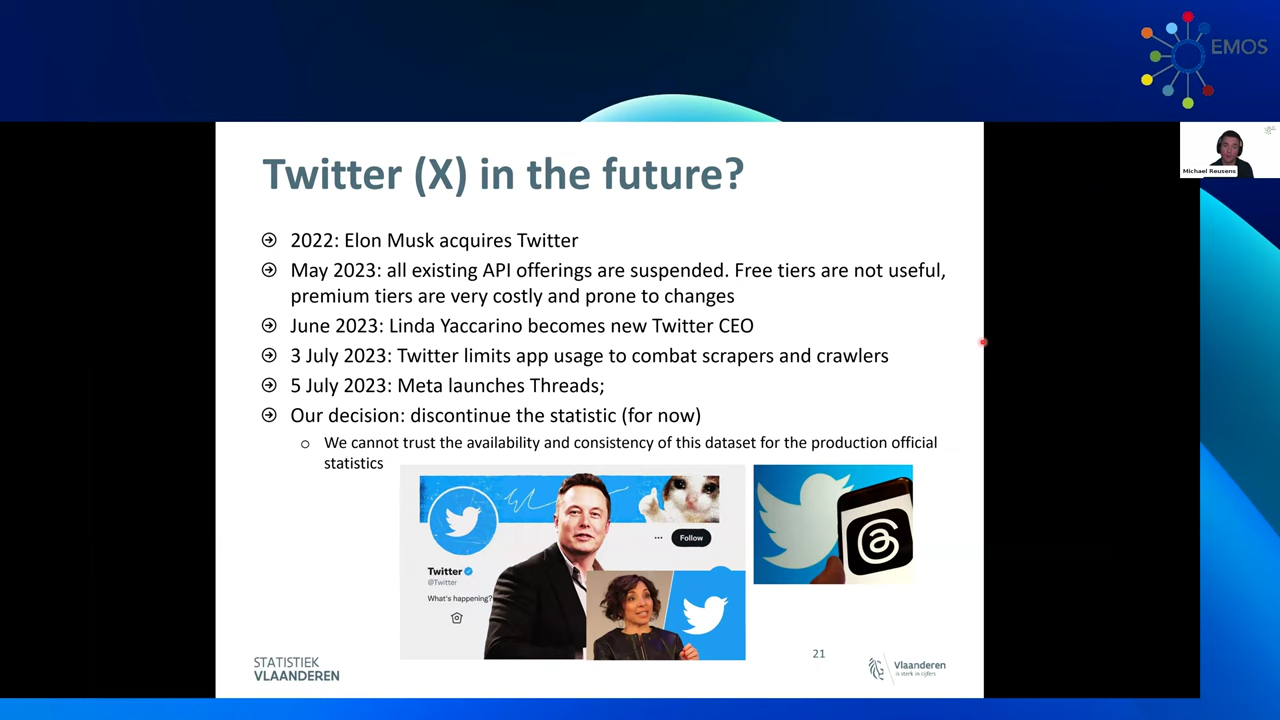 EMOS
Michael Reusens
Twitter (X) in the future?
2022: Elon Musk acquires Twitter
May 2023: all existing API offerings are suspended. Free tiers are not useful,
premium tiers are very costly and prone to changes
June 2023: Linda Yaccarino becomes new Twitter CEO
3 July 2023: Twitter limits app usage to combat scrapers and crawlers
5 July 2023: Meta launches Threads;
Our decision: discontinue the statistic (for now)
o We cannot trust the availability and consistency of this dataset for the production official
statistics
Follow
Twitter
@Twitter
What's happening?
21
STATISTIEK
VLAANDEREN
Vlaanderen
is sterk in cijfers